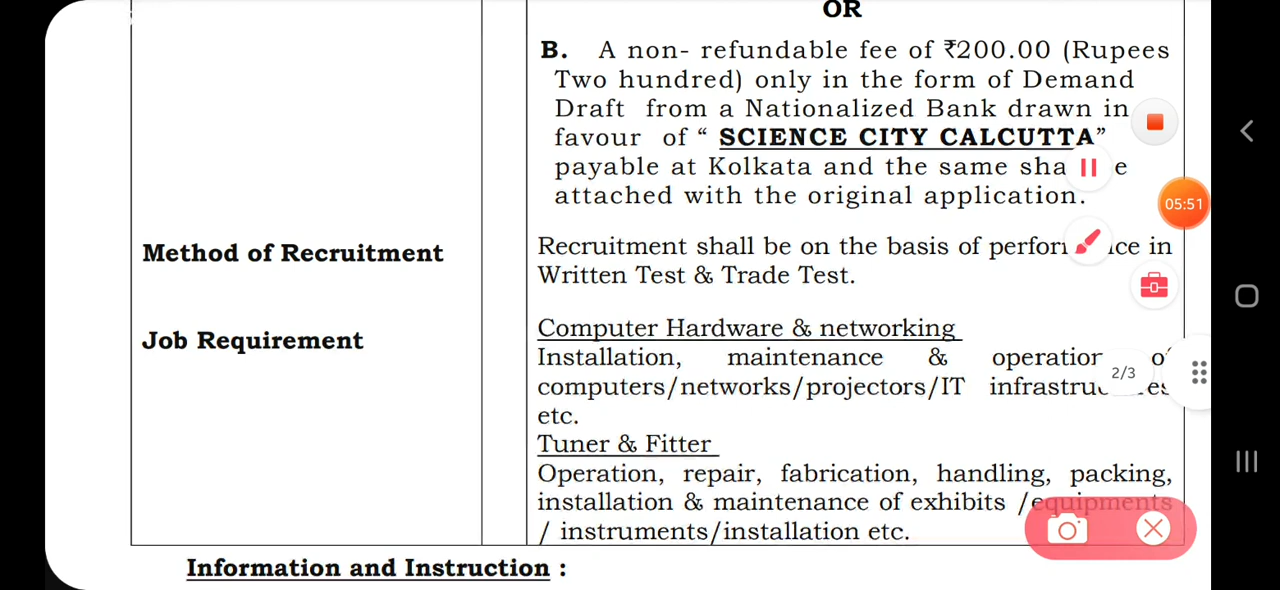 OR
B. A non- refundable fee of ₹200.00 (Rupees
Two hundred) only in the form of Demand
Draft from a Nationalized Bank drawn in
favour of “ SCIENCE CITY CALCUTTA”
payable at Kolkata and the same
attached with the original application.
05:51
Method of Recruitment
Recruitment shall be on the basis of in
Written Test & Trade Test.
Job Requirement
Computer Hardware & networking
Installation, maintenance & operation
2/3
computers/networks/projectors/IT
etc.
Tuner & Fitter
Operation, repair, fabrication, handling, packing,
installation & maintenance of exhibits /equipments
/ instruments/installation etc.
Information and Instruction :